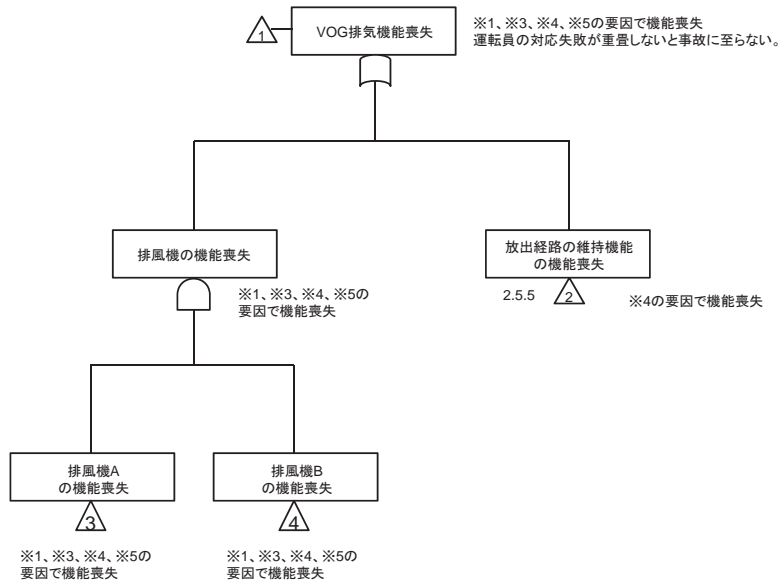 VOG排気機能喪失
1
※1、※3、※4、※5の要因で機能喪失
運転員の対応失敗が重畳しないと事故に至らない。
排風機の機能喪失
※1、※3、※4、※5の
要因で機能喪失
放出経路の維持機能
の機能喪失
2.5.5
2
※4の要因で機能喪失
排風機A
の機能喪失
3
※1、※3、※4、※5の
要因で機能喪失
排風機B
の機能喪失
4
※1、※3、※4、※5の
要因で機能喪失